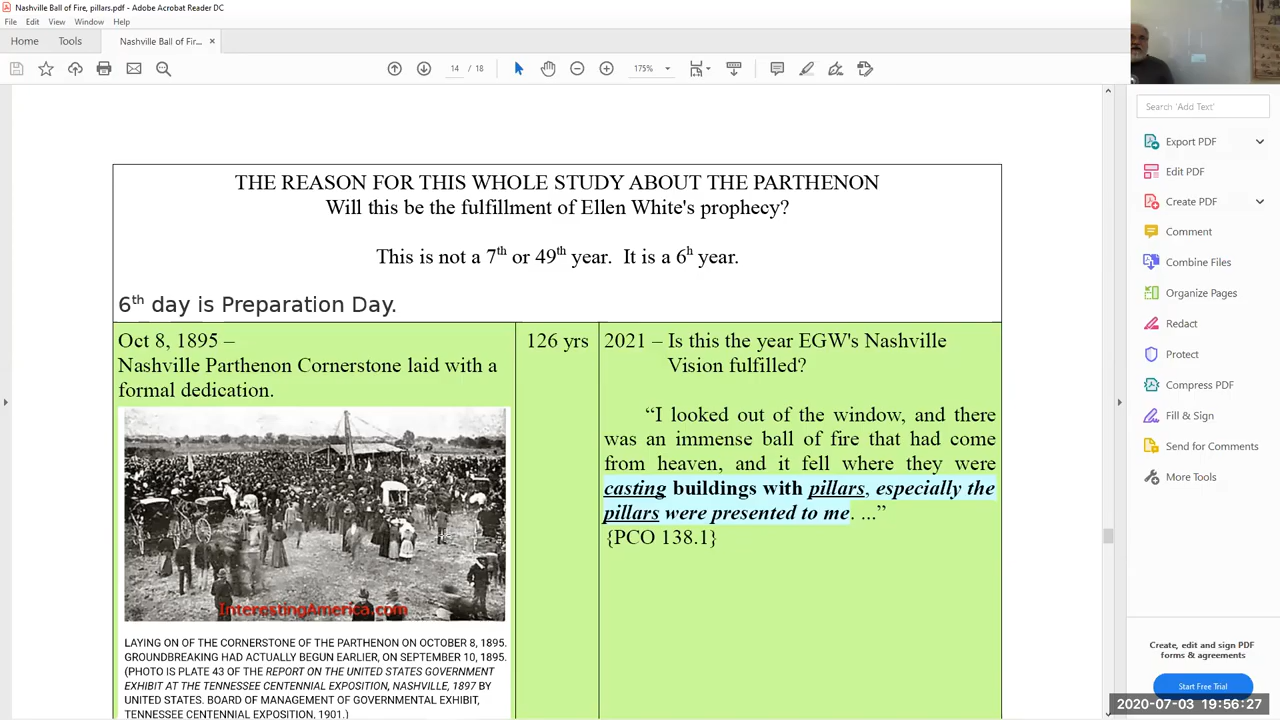 Nashville Ball of Fire, pillars.pdf - Adobe Acrobat Reader DC
File Edit View Window Help
Home Tools Nashville Ball of Fir... ×
14 / 18 175%
Search 'Add Text'
Export PDF
Edit PDF
Create PDF
Comment
Combine Files
Organize Pages
Redact
Protect
Compress PDF
Fill & Sign
Send for Comments
More Tools
Create, edit and sign PDF
forms & agreements
Start Free Trial
THE REASON FOR THIS WHOLE STUDY ABOUT THE PARTHENON
Will this be the fulfillment of Ellen White's prophecy?
This is not a 7th or 49th year. It is a 6h year.
6th day is Preparation Day.
Oct 8, 1895 –
Nashville Parthenon Cornerstone laid with a
formal dedication.
InterestingAmerica.com
LAYING ON OF THE CORNERSTONE OF THE PARTHENON ON OCTOBER 8, 1895.
GROUNDBREAKING HAD ACTUALLY BEGUN EARLIER, ON SEPTEMBER 10, 1895.
(PHOTO IS PLATE 43 OF THE REPORT ON THE UNITED STATES GOVERNMENT
EXHIBIT AT THE TENNESSEE CENTENNIAL EXPOSITION, NASHVILLE, 1897 BY
UNITED STATES. BOARD OF MANAGEMENT OF GOVERNMENTAL EXHIBIT,
TENNESSEE CENTENNIAL EXPOSITION, 1901.)
126 yrs
2021 – Is this the year EGW's Nashville
Vision fulfilled?
“I looked out of the window, and there
was an immense ball of fire that had come
from heaven, and it fell where they were
casting buildings with pillars, especially the
pillars were presented to me. ...”
{PCO 138.1}
2020-07-03 19:56:27